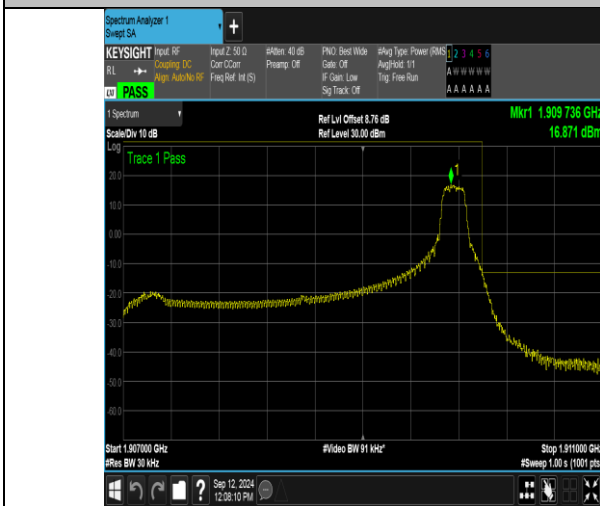 Spectrum Analyzer 1
Swept SA
KEYSIGHT Input: RF Input Z: 50 Ω #Atten: 40 dB PNO: Best Wide #Avg Type: Power (RMS 1 2 3 4 5 6
RL Coupling: DC Corr CCorr Preamp: Off Gate: Off Avg|Hold: 1/1 A W W W W W
Align: Auto/No RF Freq Ref: Int (S) IF Gain: Low Trig: Free Run
LXI PASS Sig Track: Off A A A A A A
1 Spectrum Ref Lvl Offset 8.76 dB Mkr1 1.909 736 GHz
Scale/Div 10 dB Ref Level 30.00 dBm 16.871 dBm
Log
Trace 1 Pass
1
20.0
10.0
0.00
-10.0
-20.0
-30.0
-40.0
-50.0
-60.0
Start 1.907000 GHz #Video BW 91 kHz* Stop 1.911000 GHz
#Res BW 30 kHz #Sweep 1.00 s (1001 pts
? Sep 12, 2024
12:08:10 PM